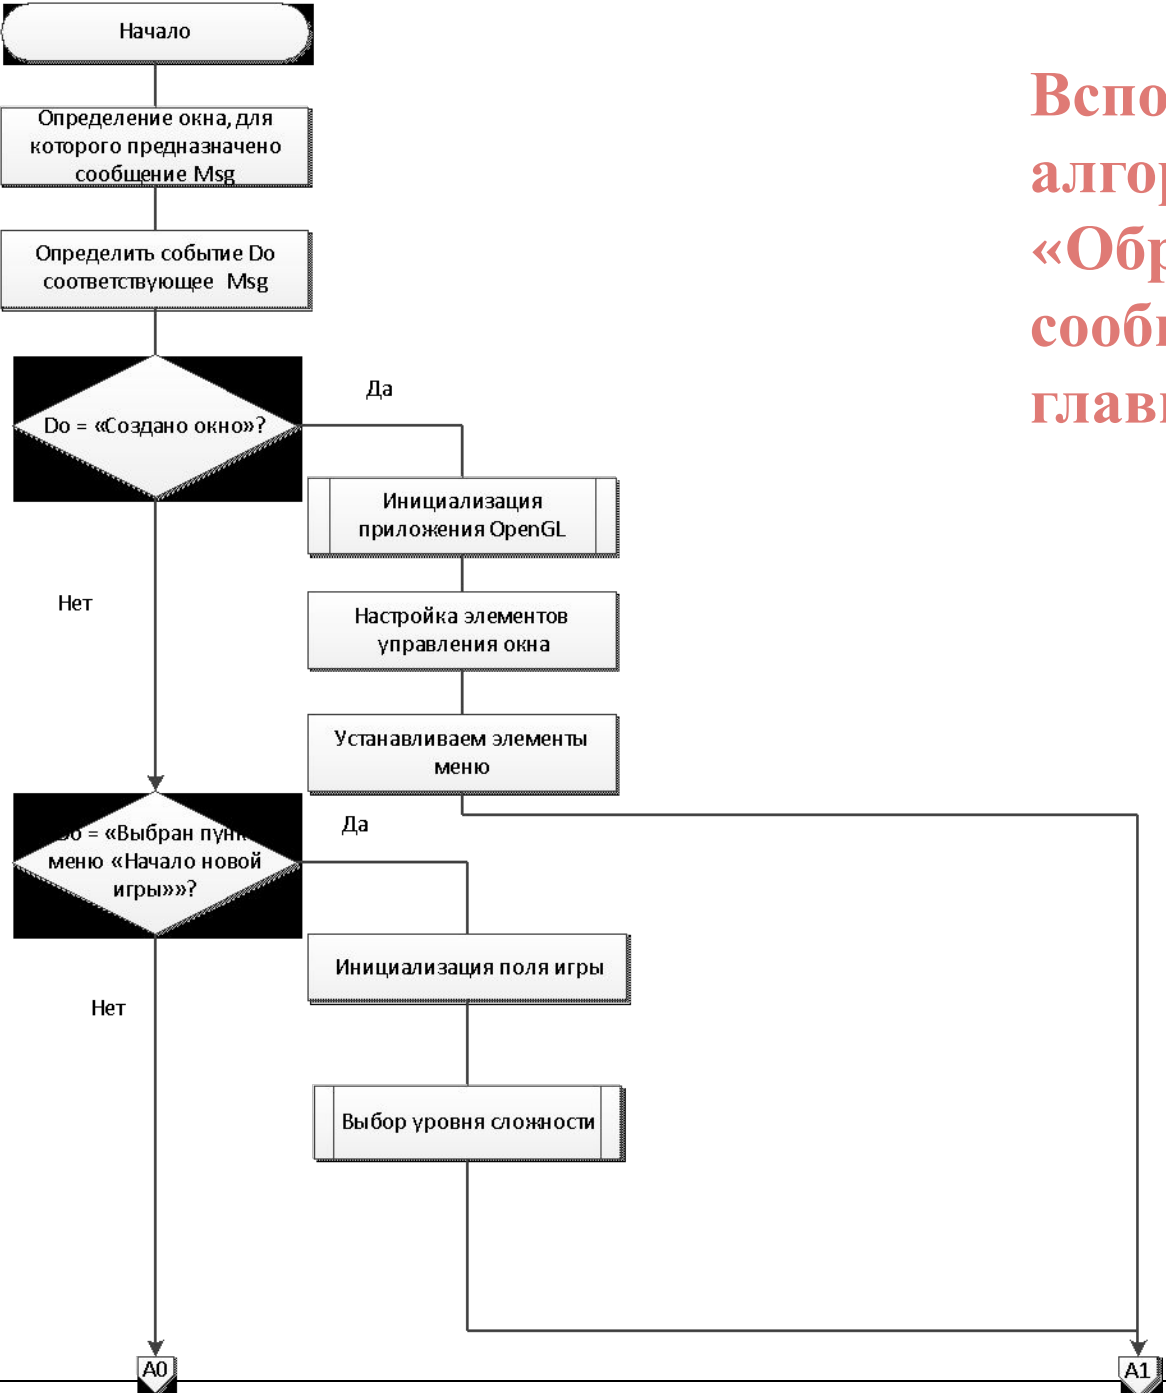 Начало
Определение окна, для
которого предназначено
сообщение Msg
Определить событие Do
соответствующее Msg
Do = «Создано окно»?
Да
Нет
Инициализация
приложения OpenGL
Настройка элементов
управления окна
Устанавливаем элементы
меню
= «Выбран
меню «Начало новой
игры»»?
Да
Нет
Инициализация поля игры
Выбор уровня сложности
A0
A1